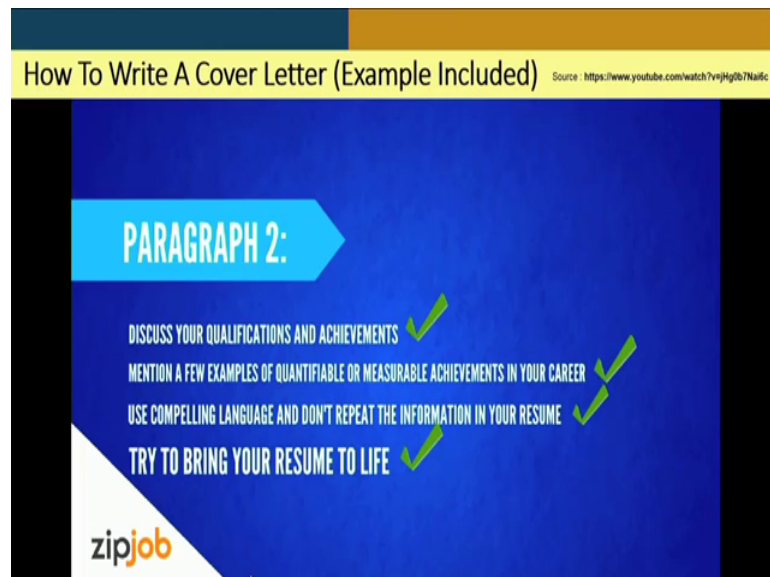 How To Write A Cover Letter (Example Included) Source : https://www.youtube.com/watch?v=jHg0b7Nai6c
PARAGRAPH 2:
DISCUSS YOUR QUALIFICATIONS AND ACHIEVEMENTS
MENTION A FEW EXAMPLES OF QUANTIFIABLE OR MEASURABLE ACHIEVEMENTS IN YOUR CAREER
USE COMPELLING LANGUAGE AND DON'T REPEAT THE INFORMATION IN YOUR RESUME
TRY TO BRING YOUR RESUME TO LIFE
zipjob